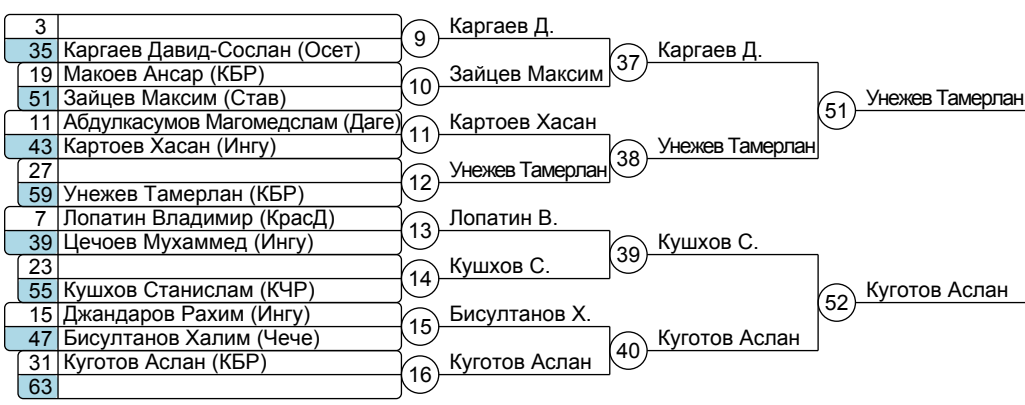 3
35 Каргаев Давид-Сослан (Осет)
19 Макоев Ансар (КБР)
51 Зайцев Максим (Став)
11 Абдулкасумов Магомедслам (Даге)
43 Картоев Хасан (Ингу)
27
59 Унежев Тамерлан (КБР)
7 Лопатин Владимир (КрасД)
39 Цечоев Мухаммед (Ингу)
23
55 Кушхов Станислам (КЧР)
15 Джандаров Рахим (Ингу)
47 Бисултанов Халим (Чече)
31 Куготов Аслан (КБР)
63
9 Каргаев Д.
10 Зайцев Максим
11 Картоев Хасан
12 Унежев Тамерлан
13 Лопатин В.
14 Кушхов С.
15 Бисултанов Х.
16 Куготов Аслан
37 Каргаев Д.
38 Унежев Тамерлан
39 Кушхов С.
40 Куготов Аслан
51 Унежев Тамерлан
52 Куготов Аслан